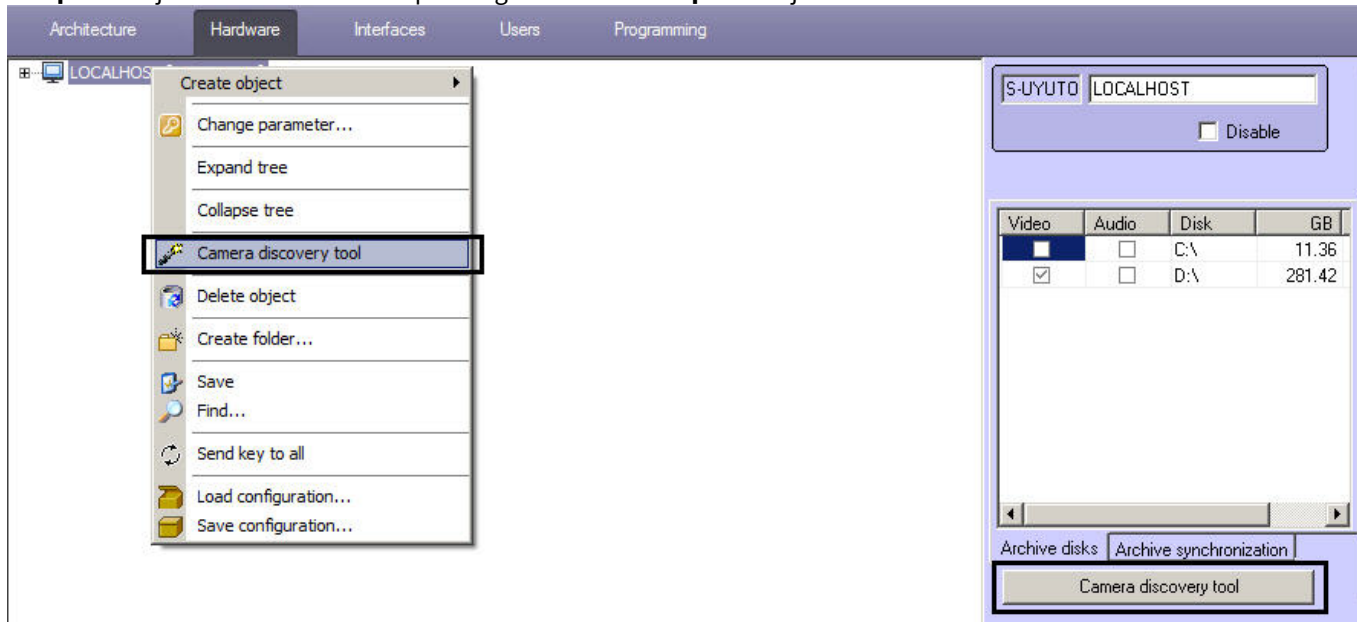 Architecture Hardware Interfaces Users Programming
LOCALHOS
Create object
Change parameter...
Expand tree
Collapse tree
Camera discovery tool
Delete object
Create folder...
Save
Find...
Send key to all
Load configuration...
Save configuration...
S-UYUTO LOCALHOST
Disable
Video Audio Disk GB
C:\ 11.36
D:\ 281.42
Archive disks Archive synchronization
Camera discovery tool